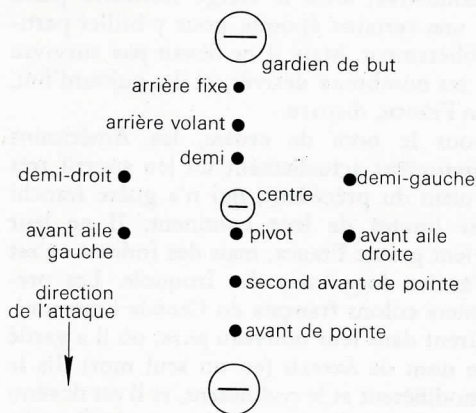 gardien de but
arrière fixe
arrière volant
demi
demi-droit
demi-gauche
centre
avant aile
gauche
pivot
avant aile
droite
direction
de l'attaque
second avant de pointe
avant de pointe